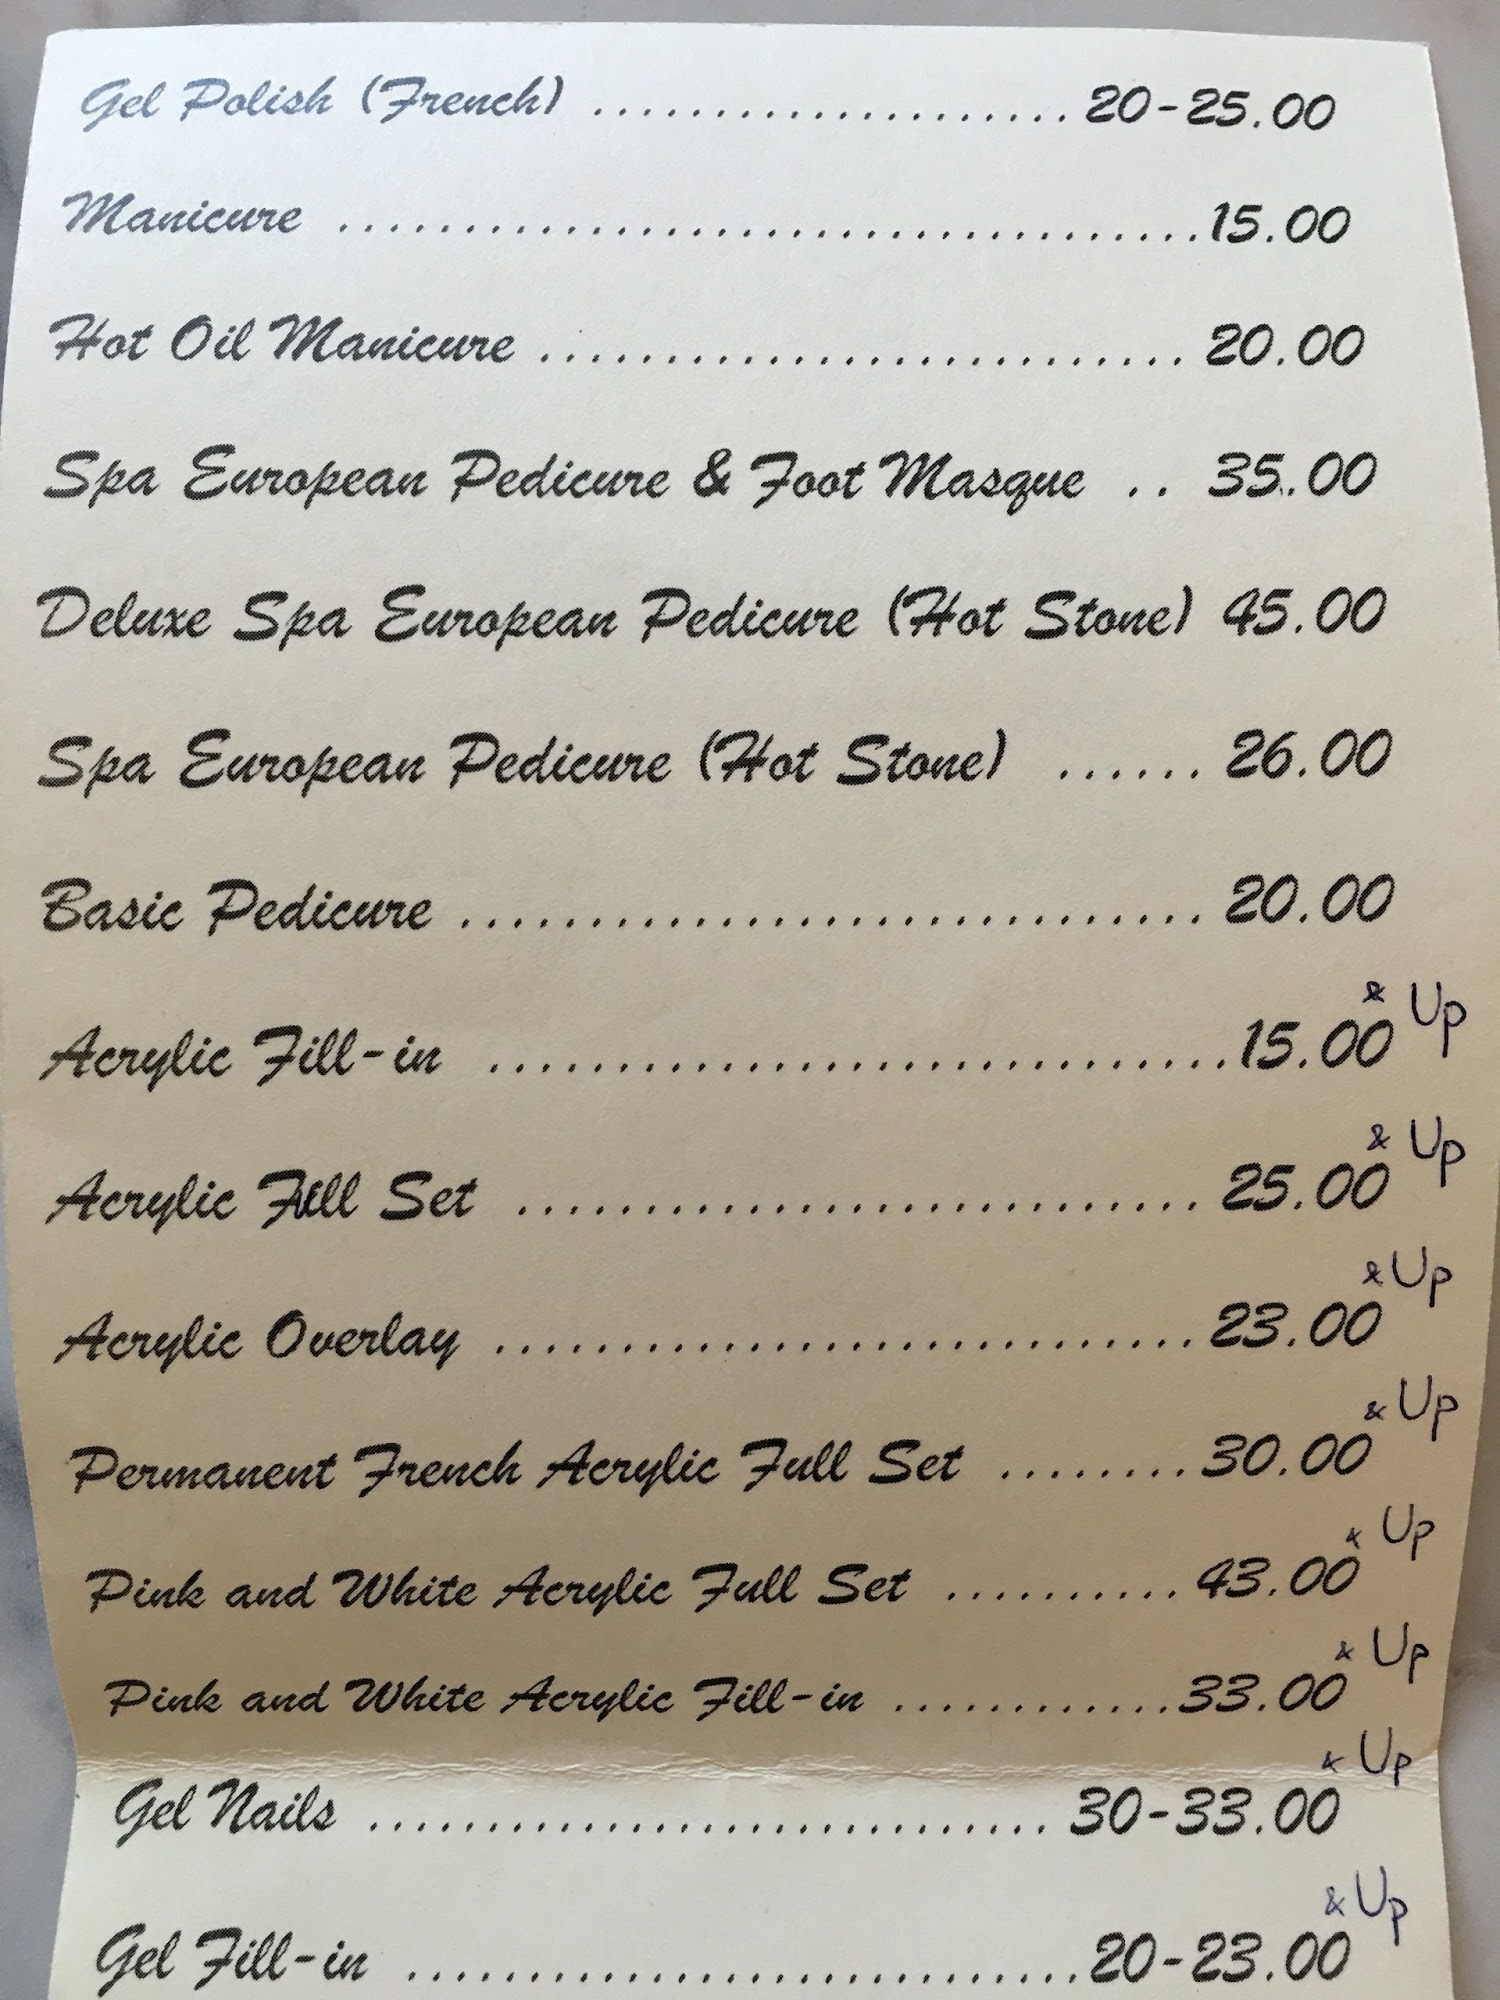 Gel Polish (French) .................... 20-25.00
Manicure .....................................15.00
Hot Oil Manicure ............................ 20.00
Spa European Pedicure & Foot Masque .. 35.00
Deluxe Spa European Pedicure (Hot Stone) 45.00
Spa European Pedicure (Hot Stone) ...... 26.00
Basic Pedicure ............................. 20.00
Acrylic Fill-in .............................15.00 & Up
Acrylic Full Set ........................... 25.00 & Up
Acrylic Overlay ........................... 23.00 & Up
Permanent French Acrylic Full Set ........30.00 & Up
Pink and White Acrylic Full Set .......... 43.00 & Up
Pink and White Acrylic Fill-in ............33.00 & Up
Gel Nails ............................. 30-33.00 & Up
Gel Fill-in .............................20-23.00 & Up